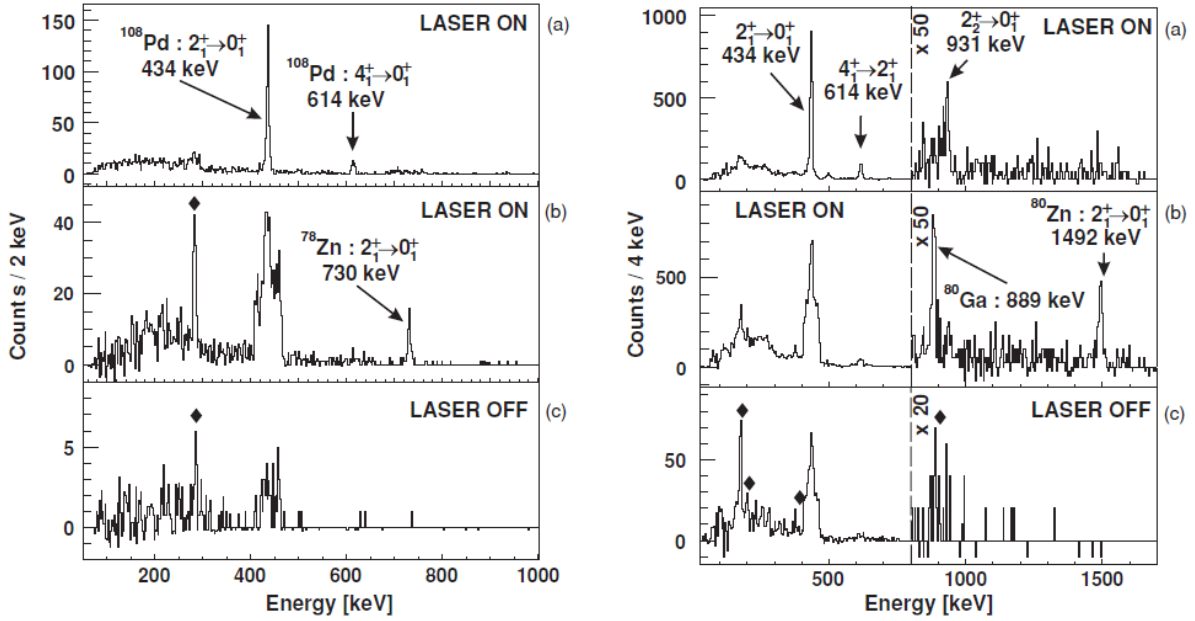 LASER ON
(a)
¹⁰⁸Pd : 2₁⁺→0₁⁺
434 keV
¹⁰⁸Pd : 4₁⁺→0₁⁺
614 keV
150
100
50
0
LASER ON
(b)
⁷⁸Zn : 2₁⁺→0₁⁺
730 keV
40
20
0
LASER OFF
(c)
5
0
200
400
600
800
1000
Energy [keV]
Counts / 2 keV
LASER ON
(a)
2₁⁺→0₁⁺
434 keV
4₁⁺→2₁⁺
614 keV
x 50
2₂⁺→0₁⁺
931 keV
1000
500
0
LASER ON
(b)
x 50
⁸⁰Zn : 2₁⁺→0₁⁺
1492 keV
⁸⁰Ga : 889 keV
500
0
LASER OFF
(c)
x 20
50
0
500
1000
1500
Energy [keV]
Counts / 4 keV